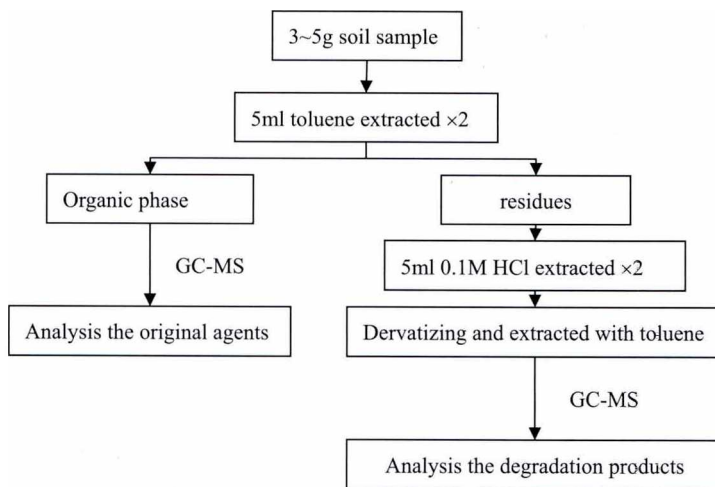 3~5g soil sample
5ml toluene extracted ×2
Organic phase
residues
GC-MS
5ml 0.1M HCl extracted ×2
Analysis the original agents
Dervatizing and extracted with toluene
GC-MS
Analysis the degradation products